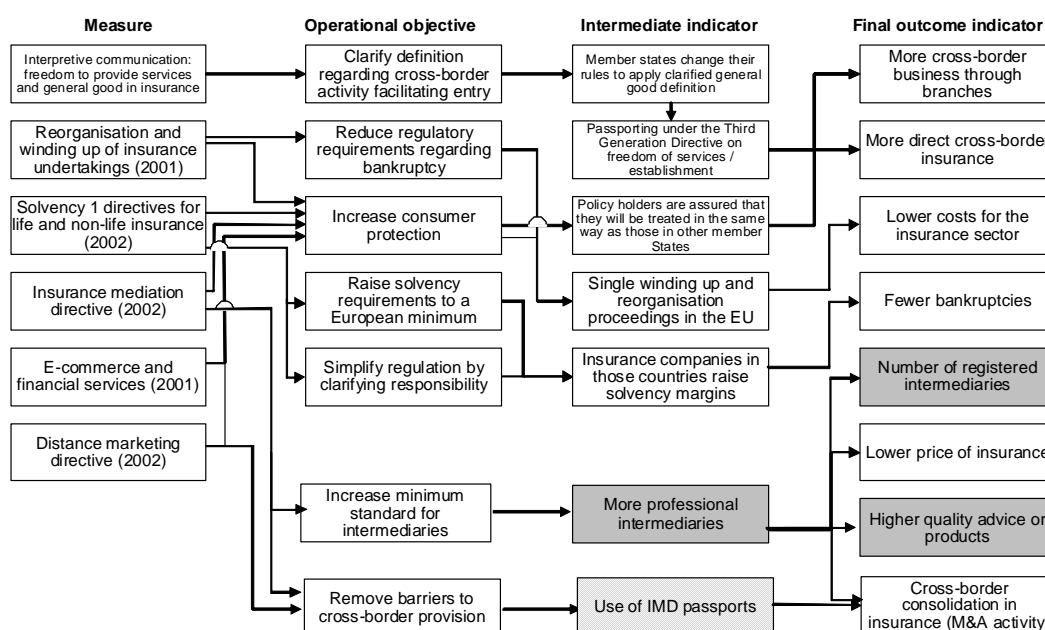 Measure
Operational objective
Intermediate indicator
Final outcome indicator
Interpretive communication:
freedom to provide services
and general good in insurance
Clarify definition
regarding cross-border
activity facilitating entry
Member states change their
rules to apply clarified general
good definition
More cross-border
business through
branches
Reorganisation and
winding up of insurance
undertakings (2001)
Reduce regulatory
requirements regarding
bankruptcy
Passporting under the Third
Generation Directive on
freedom of services /
establishment
More direct cross-border
insurance
Solvency 1 directives for
life and non-life insurance
(2002)
Increase consumer
protection
Policy holders are assured that
they will be treated in the same
way as those in other member
States
Lower costs for the
insurance sector
Insurance mediation
directive (2002)
Raise solvency
requirements to a
European minimum
Single winding up and
reorganisation
proceedings in the EU
Fewer bankruptcies
E-commerce and
financial services (2001)
Simplify regulation by
clarifying responsibility
Insurance companies in
those countries raise
solvency margins
Number of registered
intermediaries
Distance marketing
directive (2002)
Lower price of insurance
Increase minimum
standard for
intermediaries
More professional
intermediaries
Higher quality advice or
products
Remove barriers to
cross-border provision
Use of IMD passports
Cross-border
consolidation in
insurance (M&A activity